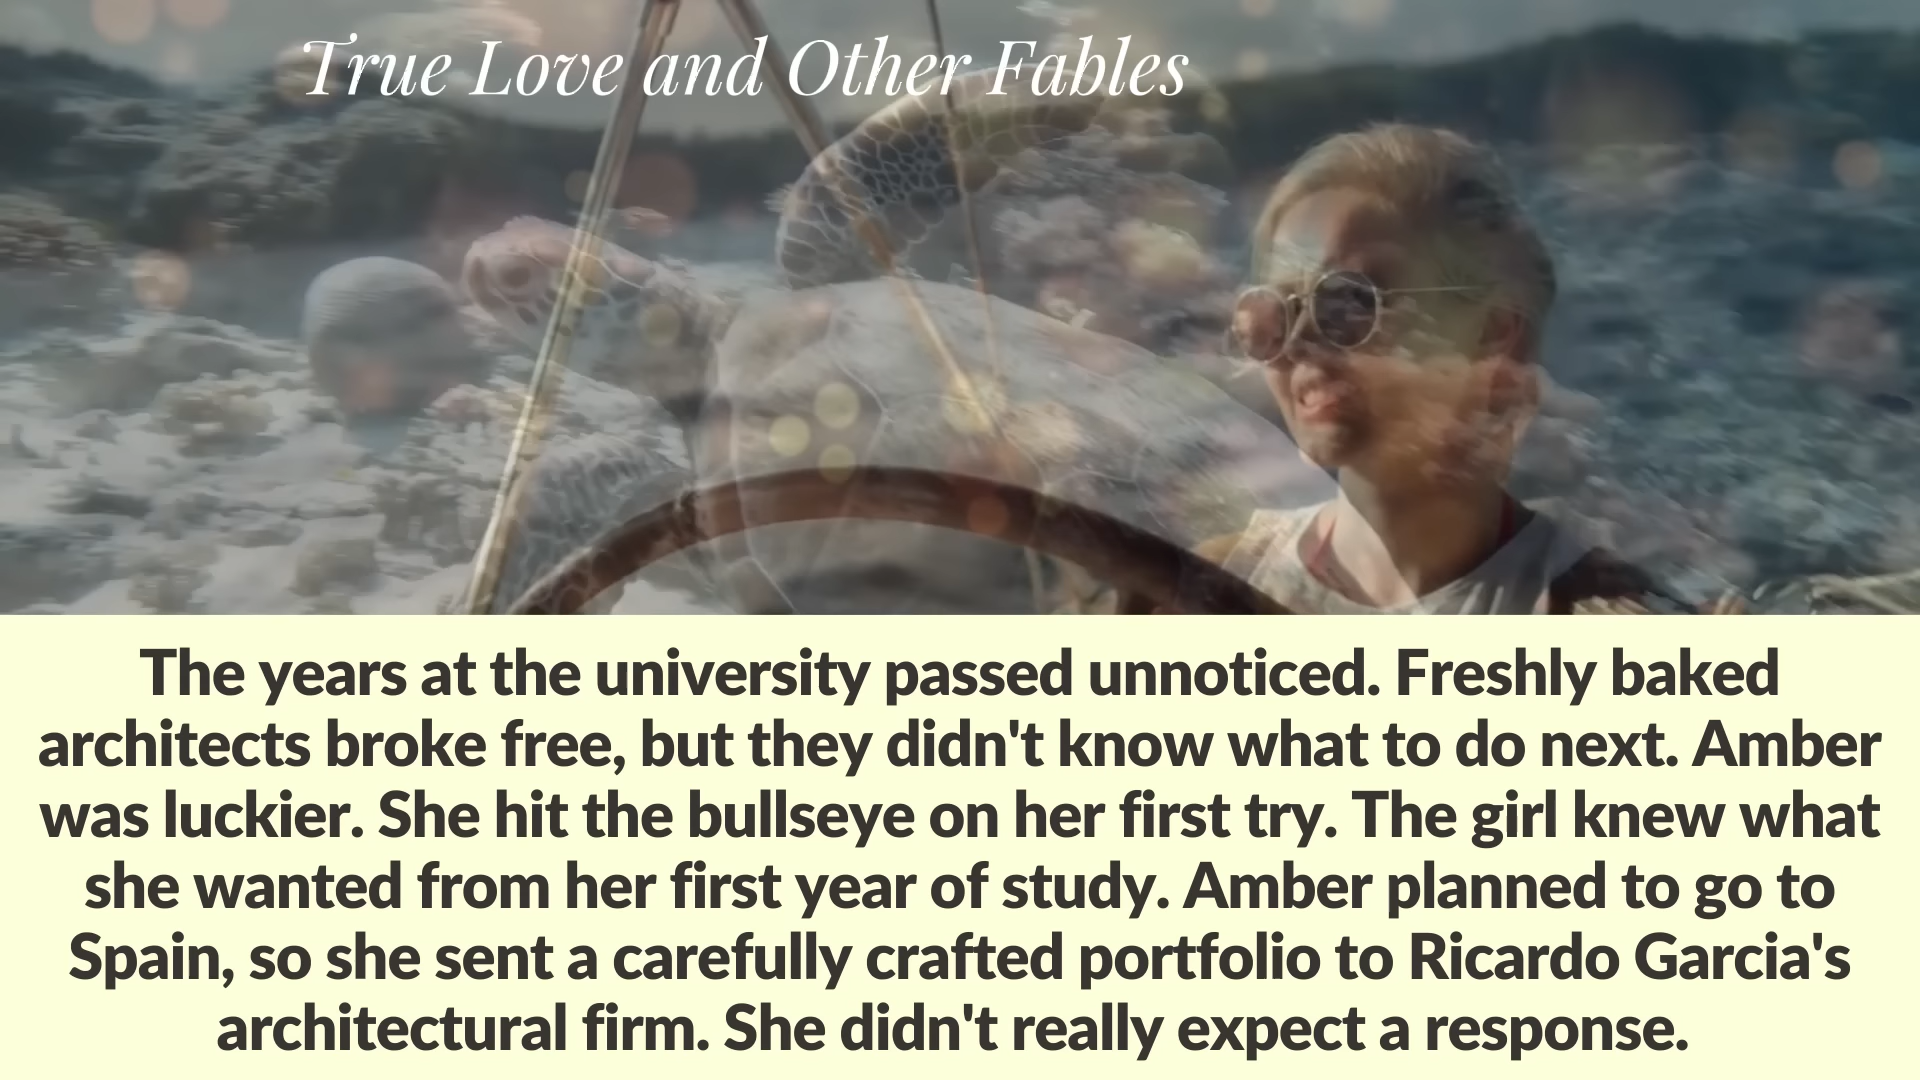 True Love and Other Fables
The years at the university passed unnoticed. Freshly baked
architects broke free, but they didn't know what to do next. Amber
was luckier. She hit the bullseye on her first try. The girl knew what
she wanted from her first year of study. Amber planned to go to
Spain, so she sent a carefully crafted portfolio to Ricardo Garcia's
architectural firm. She didn't really expect a response.